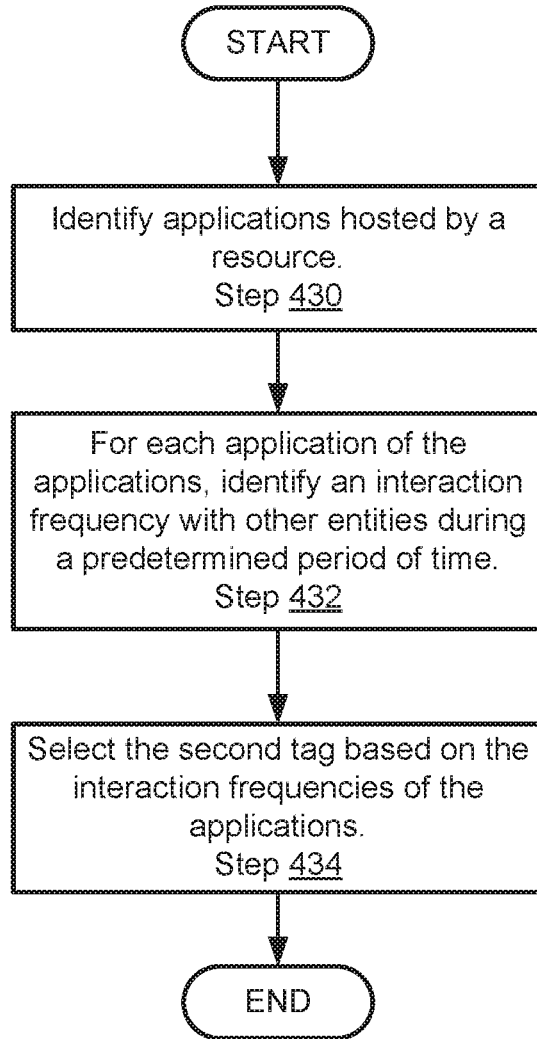 START
Identify applications hosted by a
resource.
Step 430
For each application of the
applications, identify an interaction
frequency with other entities during
a predetermined period of time.
Step 432
Select the second tag based on the
interaction frequencies of the
applications.
Step 434
END